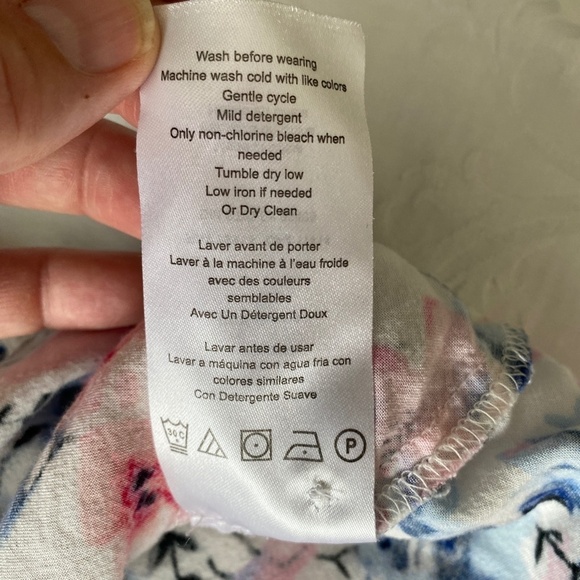 Wash before wearing
Machine wash cold with like colors
Gentle cycle
Mild detergent
Only non-chlorine bleach when
needed
Tumble dry low
Low iron if needed
Or Dry Clean
Laver avant de porter
Laver à la machine à l'eau froide
avec des couleurs
semblables
Avec Un Détergent Doux
Lavar antes de usar
Lavar a máquina con agua fria con
colores similares
Con Detergente Suave
30C
P